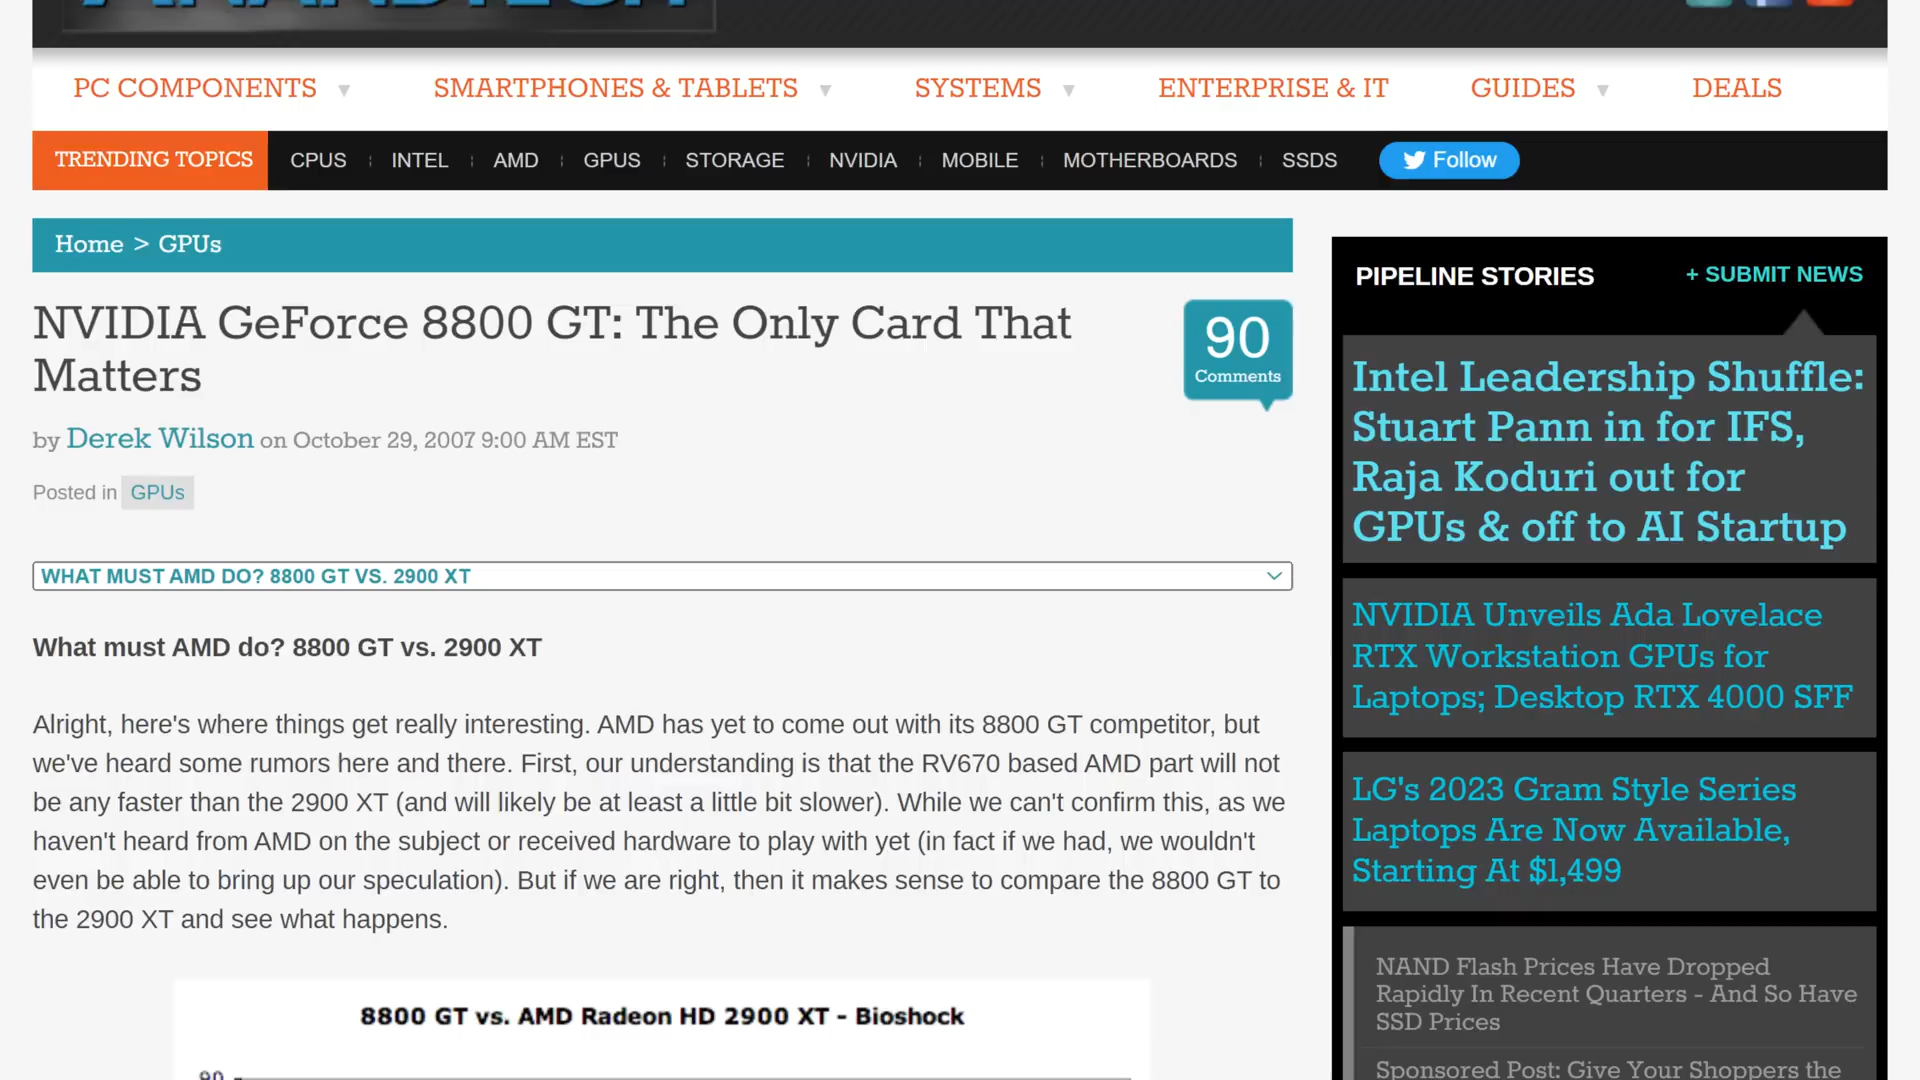 PC COMPONENTS
SMARTPHONES & TABLETS
SYSTEMS
ENTERPRISE & IT
GUIDES
DEALS
TRENDING TOPICS
CPUS
INTEL
AMD
GPUS
STORAGE
NVIDIA
MOBILE
MOTHERBOARDS
SSDS
Follow
Home > GPUs
NVIDIA GeForce 8800 GT: The Only Card That
Matters
90
Comments
by Derek Wilson on October 29, 2007 9:00 AM EST
Posted in GPUs
WHAT MUST AMD DO? 8800 GT VS. 2900 XT
What must AMD do? 8800 GT vs. 2900 XT
Alright, here's where things get really interesting. AMD has yet to come out with its 8800 GT competitor, but
we've heard some rumors here and there. First, our understanding is that the RV670 based AMD part will not
be any faster than the 2900 XT (and will likely be at least a little bit slower). While we can't confirm this, as we
haven't heard from AMD on the subject or received hardware to play with yet (in fact if we had, we wouldn't
even be able to bring up our speculation). But if we are right, then it makes sense to compare the 8800 GT to
the 2900 XT and see what happens.
8800 GT vs. AMD Radeon HD 2900 XT - Bioshock
90
PIPELINE STORIES
+ SUBMIT NEWS
Intel Leadership Shuffle:
Stuart Pann in for IFS,
Raja Koduri out for
GPUs & off to AI Startup
NVIDIA Unveils Ada Lovelace
RTX Workstation GPUs for
Laptops; Desktop RTX 4000 SFF
LG's 2023 Gram Style Series
Laptops Are Now Available,
Starting At $1,499
NAND Flash Prices Have Dropped
Rapidly In Recent Quarters - And So Have
SSD Prices
Sponsored Post: Give Your Shoppers the